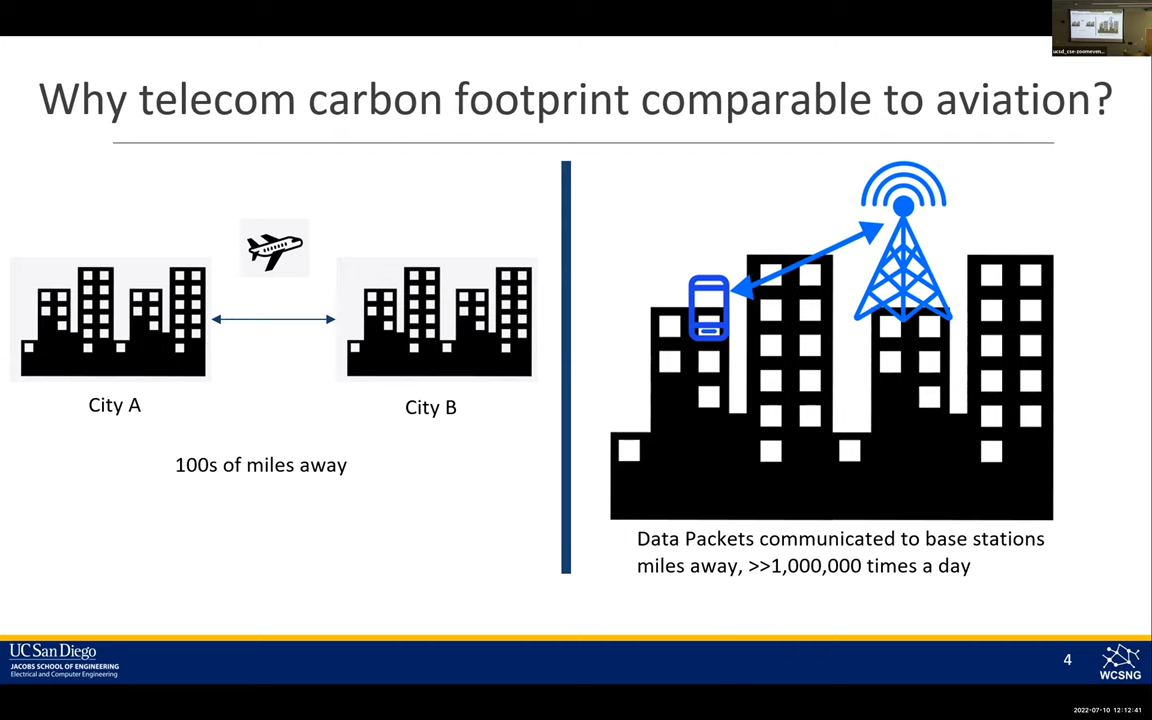 ucsd_cse-zoomeven...
Why telecom carbon footprint comparable to aviation?
City A
City B
100s of miles away
Data Packets communicated to base stations
miles away, >>1,000,000 times a day
UC San Diego
JACOBS SCHOOL OF ENGINEERING
Electrical and Computer Engineering
4
WCSNG
2022-07-10 12:12:41